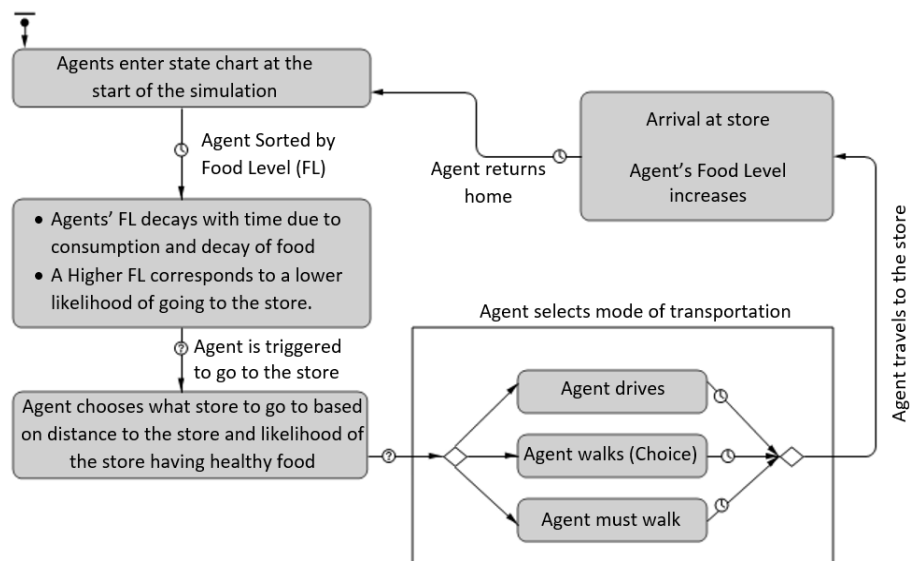 Agents enter state chart at the
start of the simulation
Agent Sorted by
Food Level (FL)
• Agents' FL decays with time due to
consumption and decay of food
• A Higher FL corresponds to a lower
likelihood of going to the store.
Agent is triggered
to go to the store
Agent chooses what store to go to based
on distance to the store and likelihood of
the store having healthy food
?
?
Agent selects mode of transportation
Agent drives
Agent walks (Choice)
Agent must walk
Agent travels to the store
Arrival at store
Agent's Food Level
increases
Agent returns
home